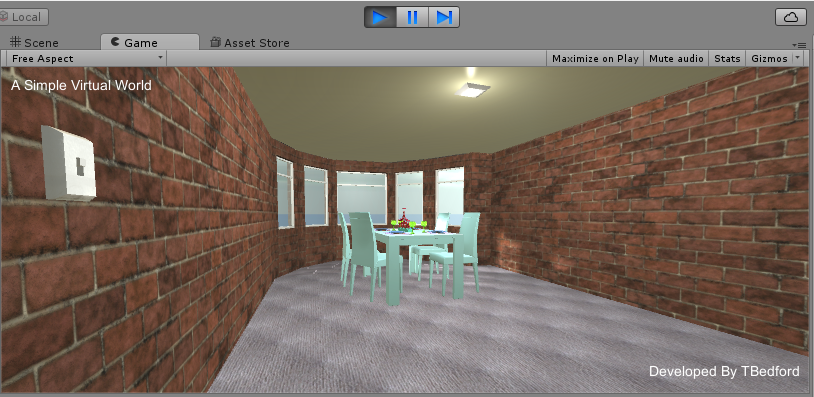 Local
Scene
Game
Asset Store
Free Aspect
Maximize on Play
Mute audio
Stats
Gizmos
A Simple Virtual World
Developed By TBedford